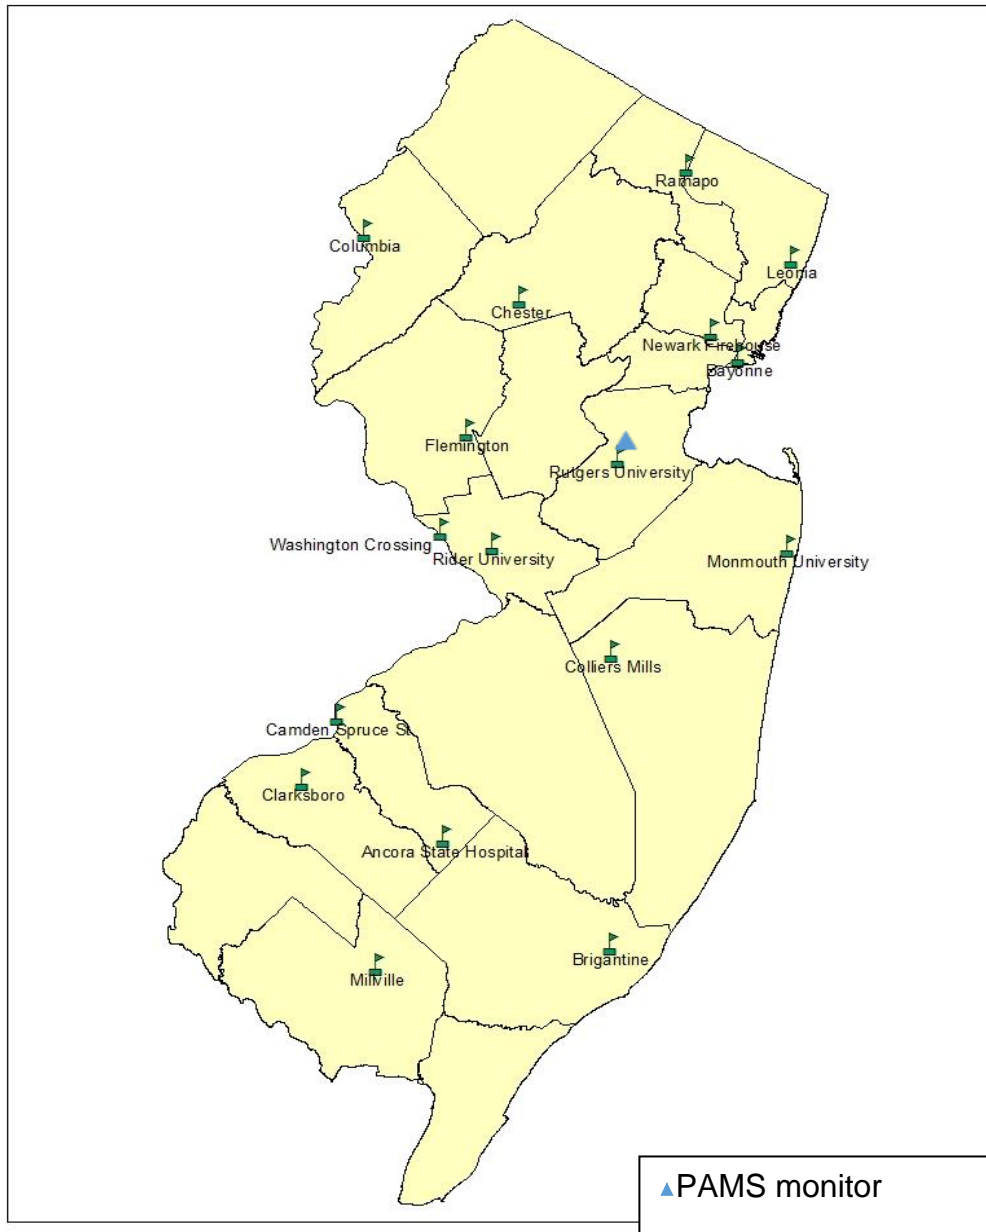 Ramapo
Columbia
Leonia
Chester
Newark Firehouse
Bayonne
Flemington
Rutgers University
Washington Crossing
Rider University
Monmouth University
Colliers Mills
Camden Spruce St
Clarksboro
Ancora State Hospital
Brigantine
Millville
PAMS monitor